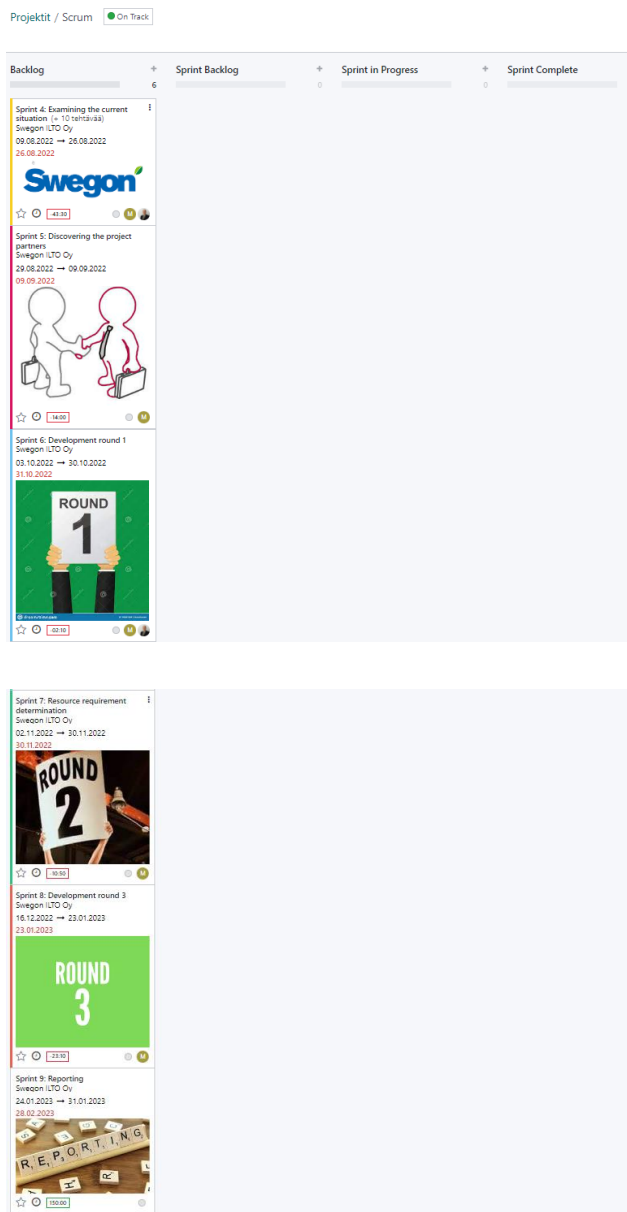 Projektit / Scrum On Track
Backlog + Sprint Backlog + Sprint in Progress + Sprint Complete
6 0 0
Sprint 4: Examining the current
situation (+ 10 tehtävää)
Swegon ILTO Oy
09.08.2022 → 26.08.2022
26.08.2022
Swegon
-43:30 M
Sprint 5: Discovering the project
partners
Swegon ILTO Oy
29.08.2022 → 09.09.2022
09.09.2022
-14:00 M
Sprint 6: Development round 1
Swegon ILTO Oy
03.10.2022 → 30.10.2022
31.10.2022
ROUND
1
dreamstime.com
-02:10 M
Sprint 7: Resource requirement
determination
Swegon ILTO Oy
02.11.2022 → 30.11.2022
30.11.2022
ROUND
2
-10:50 M
Sprint 8: Development round 3
Swegon ILTO Oy
16.12.2022 → 23.01.2023
23.01.2023
ROUND
3
-23:10 M
Sprint 9: Reporting
Swegon ILTO Oy
24.01.2023 → 31.01.2023
28.02.2023
REPORTING
150:00